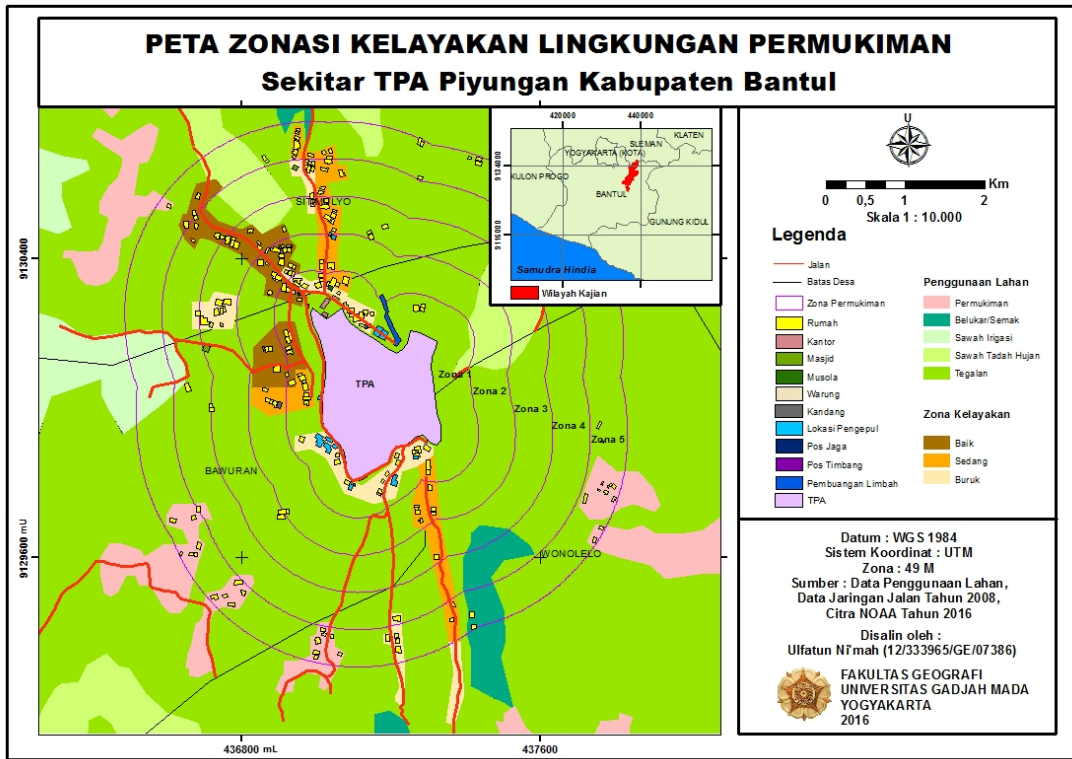 PETA ZONASI KELAYAKAN LINGKUNGAN PERMUKIMAN
Sekitar TPA Piyungan Kabupaten Bantul
420000 440000
KLATEN
SLEMAN
YOGYAKARTA (KOTA)
KULON PROGO
BANTUL
GUNUNG KIDUL
Samudra Hindia
9134000
Wilayah Kajian
9130400 mU
9129600 mU
436800 mL
437600
TPA
Zona 1
Zona 2
Zona 3
Zona 4
Zona 5
BAWURAN
WONOLELO
U
Km
0 0,5 1 2
Skala 1 : 10.000
Legenda
Jalan
Batas Desa
Zona Permukiman
Rumah
Kantor
Masjid
Musola
Warung
Kandang
Lokasi Pengepul
Pos Jaga
Pos Timbang
Pembuangan Limbah
TPA
Penggunaan Lahan
Permukiman
Belukar/Semak
Sawah Irigasi
Sawah Tadah Hujan
Tegalan
Zona Kelayakan
Baik
Sedang
Buruk
Datum : WGS 1984
Sistem Koordinat : UTM
Zona : 49 M
Sumber : Data Penggunaan Lahan,
Data Jaringan Jalan Tahun 2008,
Citra NOAA Tahun 2016
Disalin oleh :
Ulfatun Ni'mah (12/333965/GE/07386)
FAKULTAS GEOGRAFI
UNIVERSITAS GADJAH MADA
YOGYAKARTA
2016